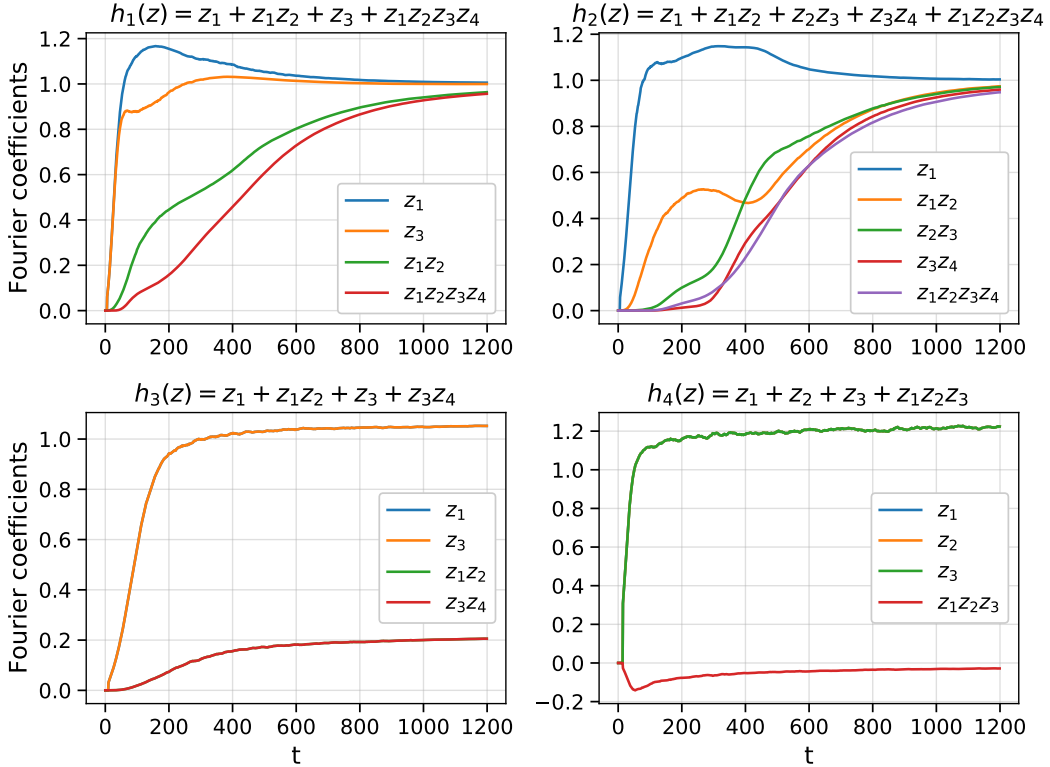 h₁(z) = z₁ + z₁z₂ + z₃ + z₁z₂z₃z₄
Fourier coefficients
1.2
1.0
0.8
0.6
0.4
0.2
0.0
0 200 400 600 800 1000 1200
z₁
z₃
z₁z₂
z₁z₂z₃z₄
h₂(z) = z₁ + z₁z₂ + z₂z₃ + z₃z₄ + z₁z₂z₃z₄
1.2
1.0
0.8
0.6
0.4
0.2
0.0
0 200 400 600 800 1000 1200
z₁
z₁z₂
z₂z₃
z₃z₄
z₁z₂z₃z₄
h₃(z) = z₁ + z₁z₂ + z₃ + z₃z₄
Fourier coefficients
1.0
0.8
0.6
0.4
0.2
0.0
0 200 400 600 800 1000 1200
t
z₁
z₃
z₁z₂
z₃z₄
h₄(z) = z₁ + z₂ + z₃ + z₁z₂z₃
1.2
1.0
0.8
0.6
0.4
0.2
0.0
−0.2
0 200 400 600 800 1000 1200
t
z₁
z₂
z₃
z₁z₂z₃